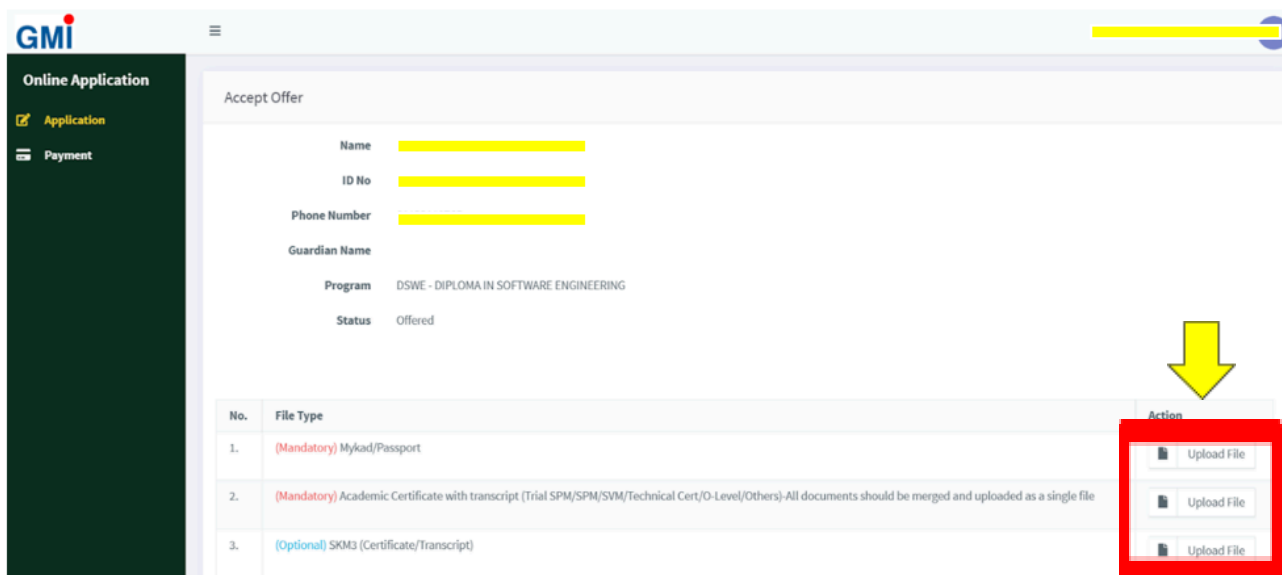 GMI
Online Application
Application
Payment
Accept Offer
Name
ID No
Phone Number
Guardian Name
Program DSWE - DIPLOMA IN SOFTWARE ENGINEERING
Status Offered
No. File Type Action
1. (Mandatory) Mykad/Passport Upload File
2. (Mandatory) Academic Certificate with transcript (Trial SPM/SPM/SVM/Technical Cert/O-Level/Others)-All documents should be merged and uploaded as a single file Upload File
3. (Optional) SKM3 (Certificate/Transcript) Upload File